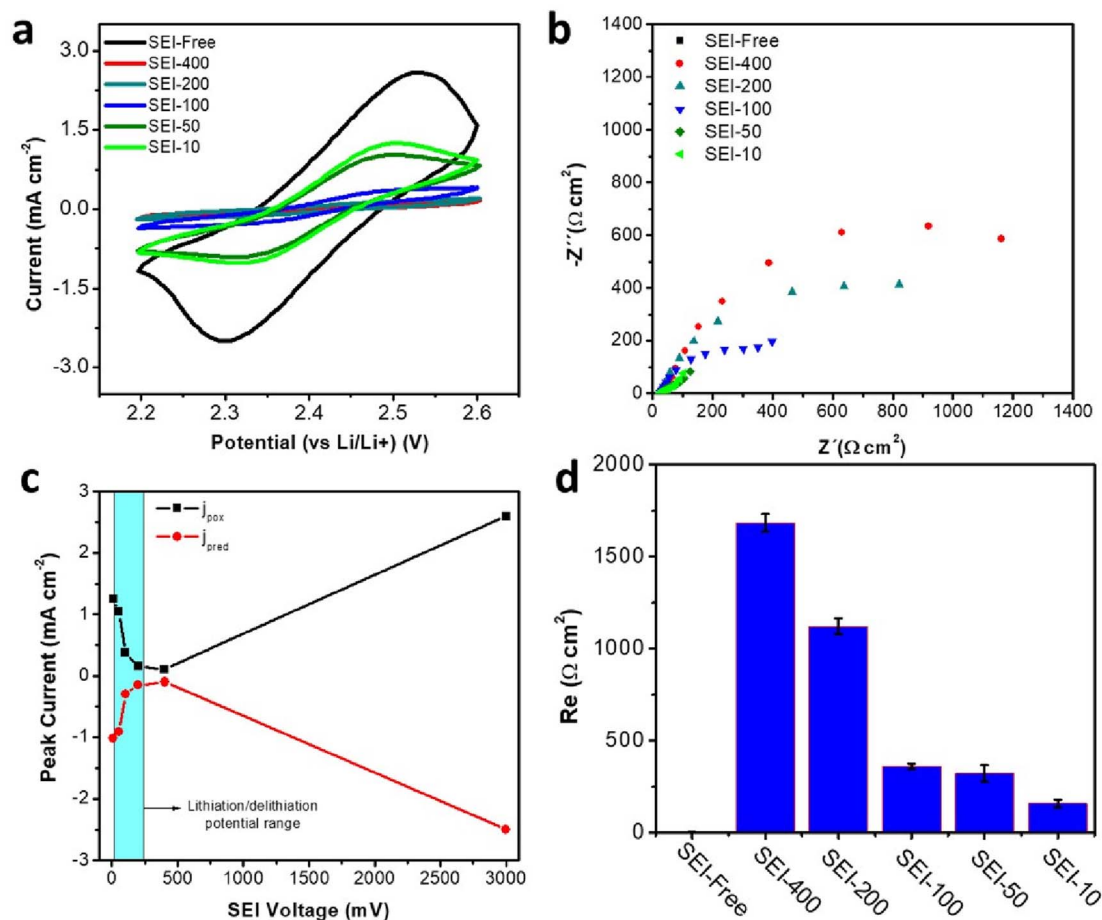 a
3.0
1.5
0.0
-1.5
-3.0
Current (mA cm⁻²)
SEI-Free
SEI-400
SEI-200
SEI-100
SEI-50
SEI-10
2.2 2.3 2.4 2.5 2.6
Potential (vs Li/Li+) (V)
b
1400
1200
1000
800
600
400
200
0
-Z´´(Ω cm²)
SEI-Free
SEI-400
SEI-200
SEI-100
SEI-50
SEI-10
0 200 400 600 800 1000 1200 1400
Z´(Ω cm²)
c
3
2
1
0
-1
-2
-3
Peak Current (mA cm⁻²)
jpox
jpred
Lithiation/delithiation
potential range
0 500 1000 1500 2000 2500 3000
SEI Voltage (mV)
d
2000
1500
1000
500
0
Re (Ω cm²)
SEI-Free
SEI-400
SEI-200
SEI-100
SEI-50
SEI-10